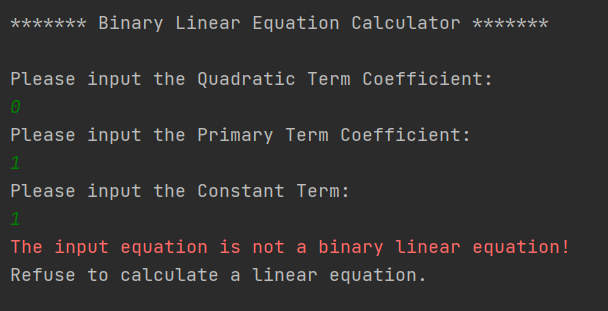 ******* Binary Linear Equation Calculator *******
Please input the Quadratic Term Coefficient:
0
Please input the Primary Term Coefficient:
1
Please input the Constant Term:
1
The input equation is not a binary linear equation!
Refuse to calculate a linear equation.